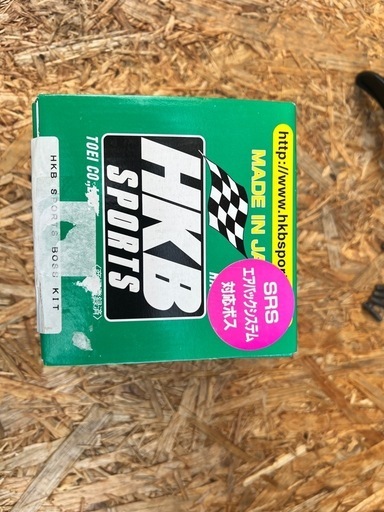 http://www.hkbspor
MADE IN JA
HKB
SPORTS
TOEI CO.,
SRS
エアバックシステム
対応ボス
HKB SPORTS BOSS KIT